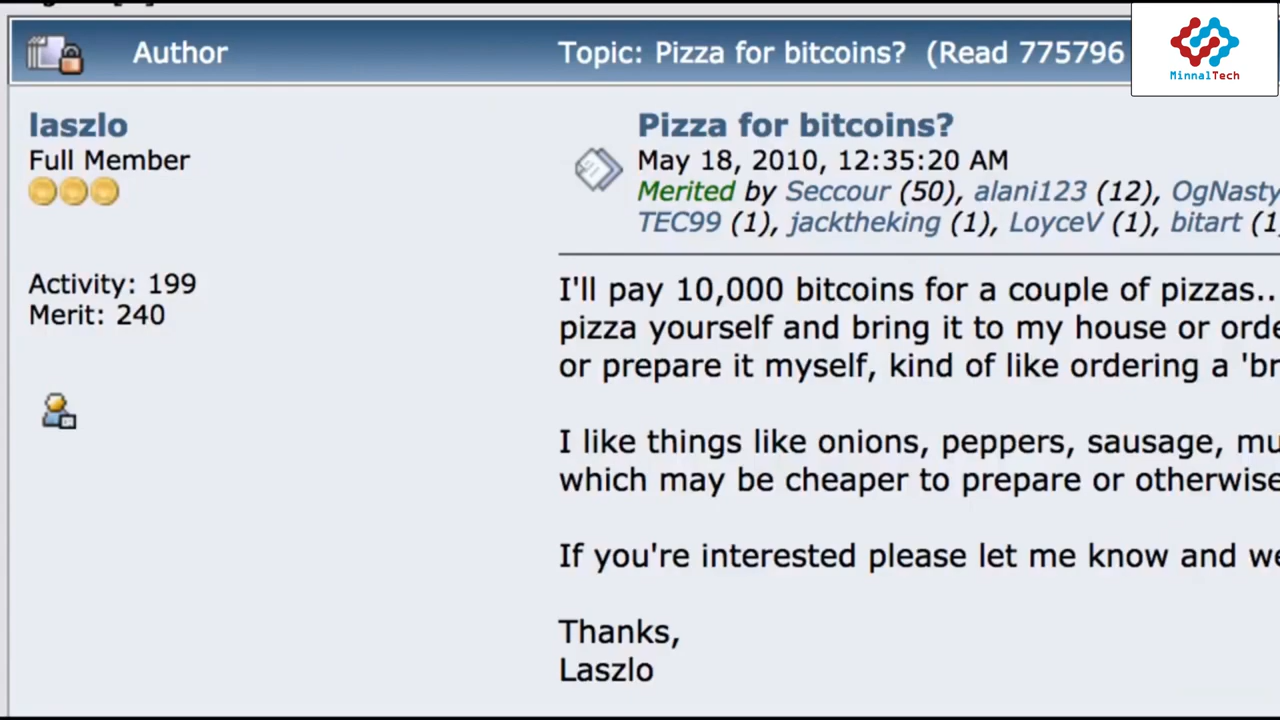 Author
Topic: Pizza for bitcoins? (Read 775796
MinnalTech
laszlo
Full Member
Activity: 199
Merit: 240
Pizza for bitcoins?
May 18, 2010, 12:35:20 AM
Merited by Seccour (50), alani123 (12), OgNasty
TEC99 (1), jacktheking (1), LoyceV (1), bitart (1
I'll pay 10,000 bitcoins for a couple of pizzas..
pizza yourself and bring it to my house or orde
or prepare it myself, kind of like ordering a 'br
I like things like onions, peppers, sausage, mu
which may be cheaper to prepare or otherwise
If you're interested please let me know and we
Thanks,
Laszlo